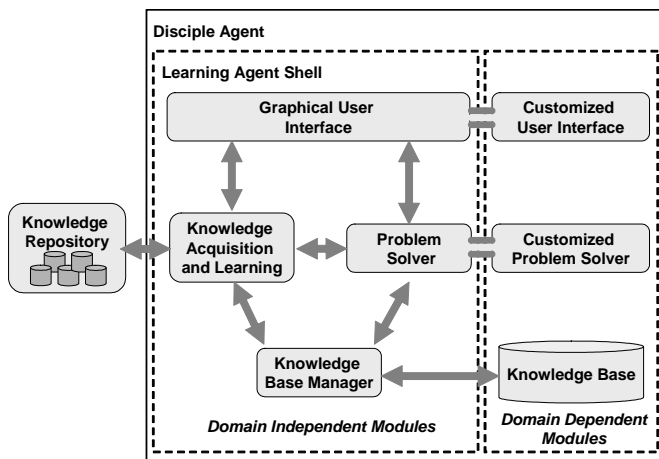 Disciple Agent
Learning Agent Shell
Graphical User
Interface
Customized
User Interface
Knowledge
Repository
Knowledge
Acquisition
and Learning
Problem
Solver
Customized
Problem Solver
Knowledge
Base Manager
Knowledge Base
Domain Independent Modules
Domain Dependent
Modules